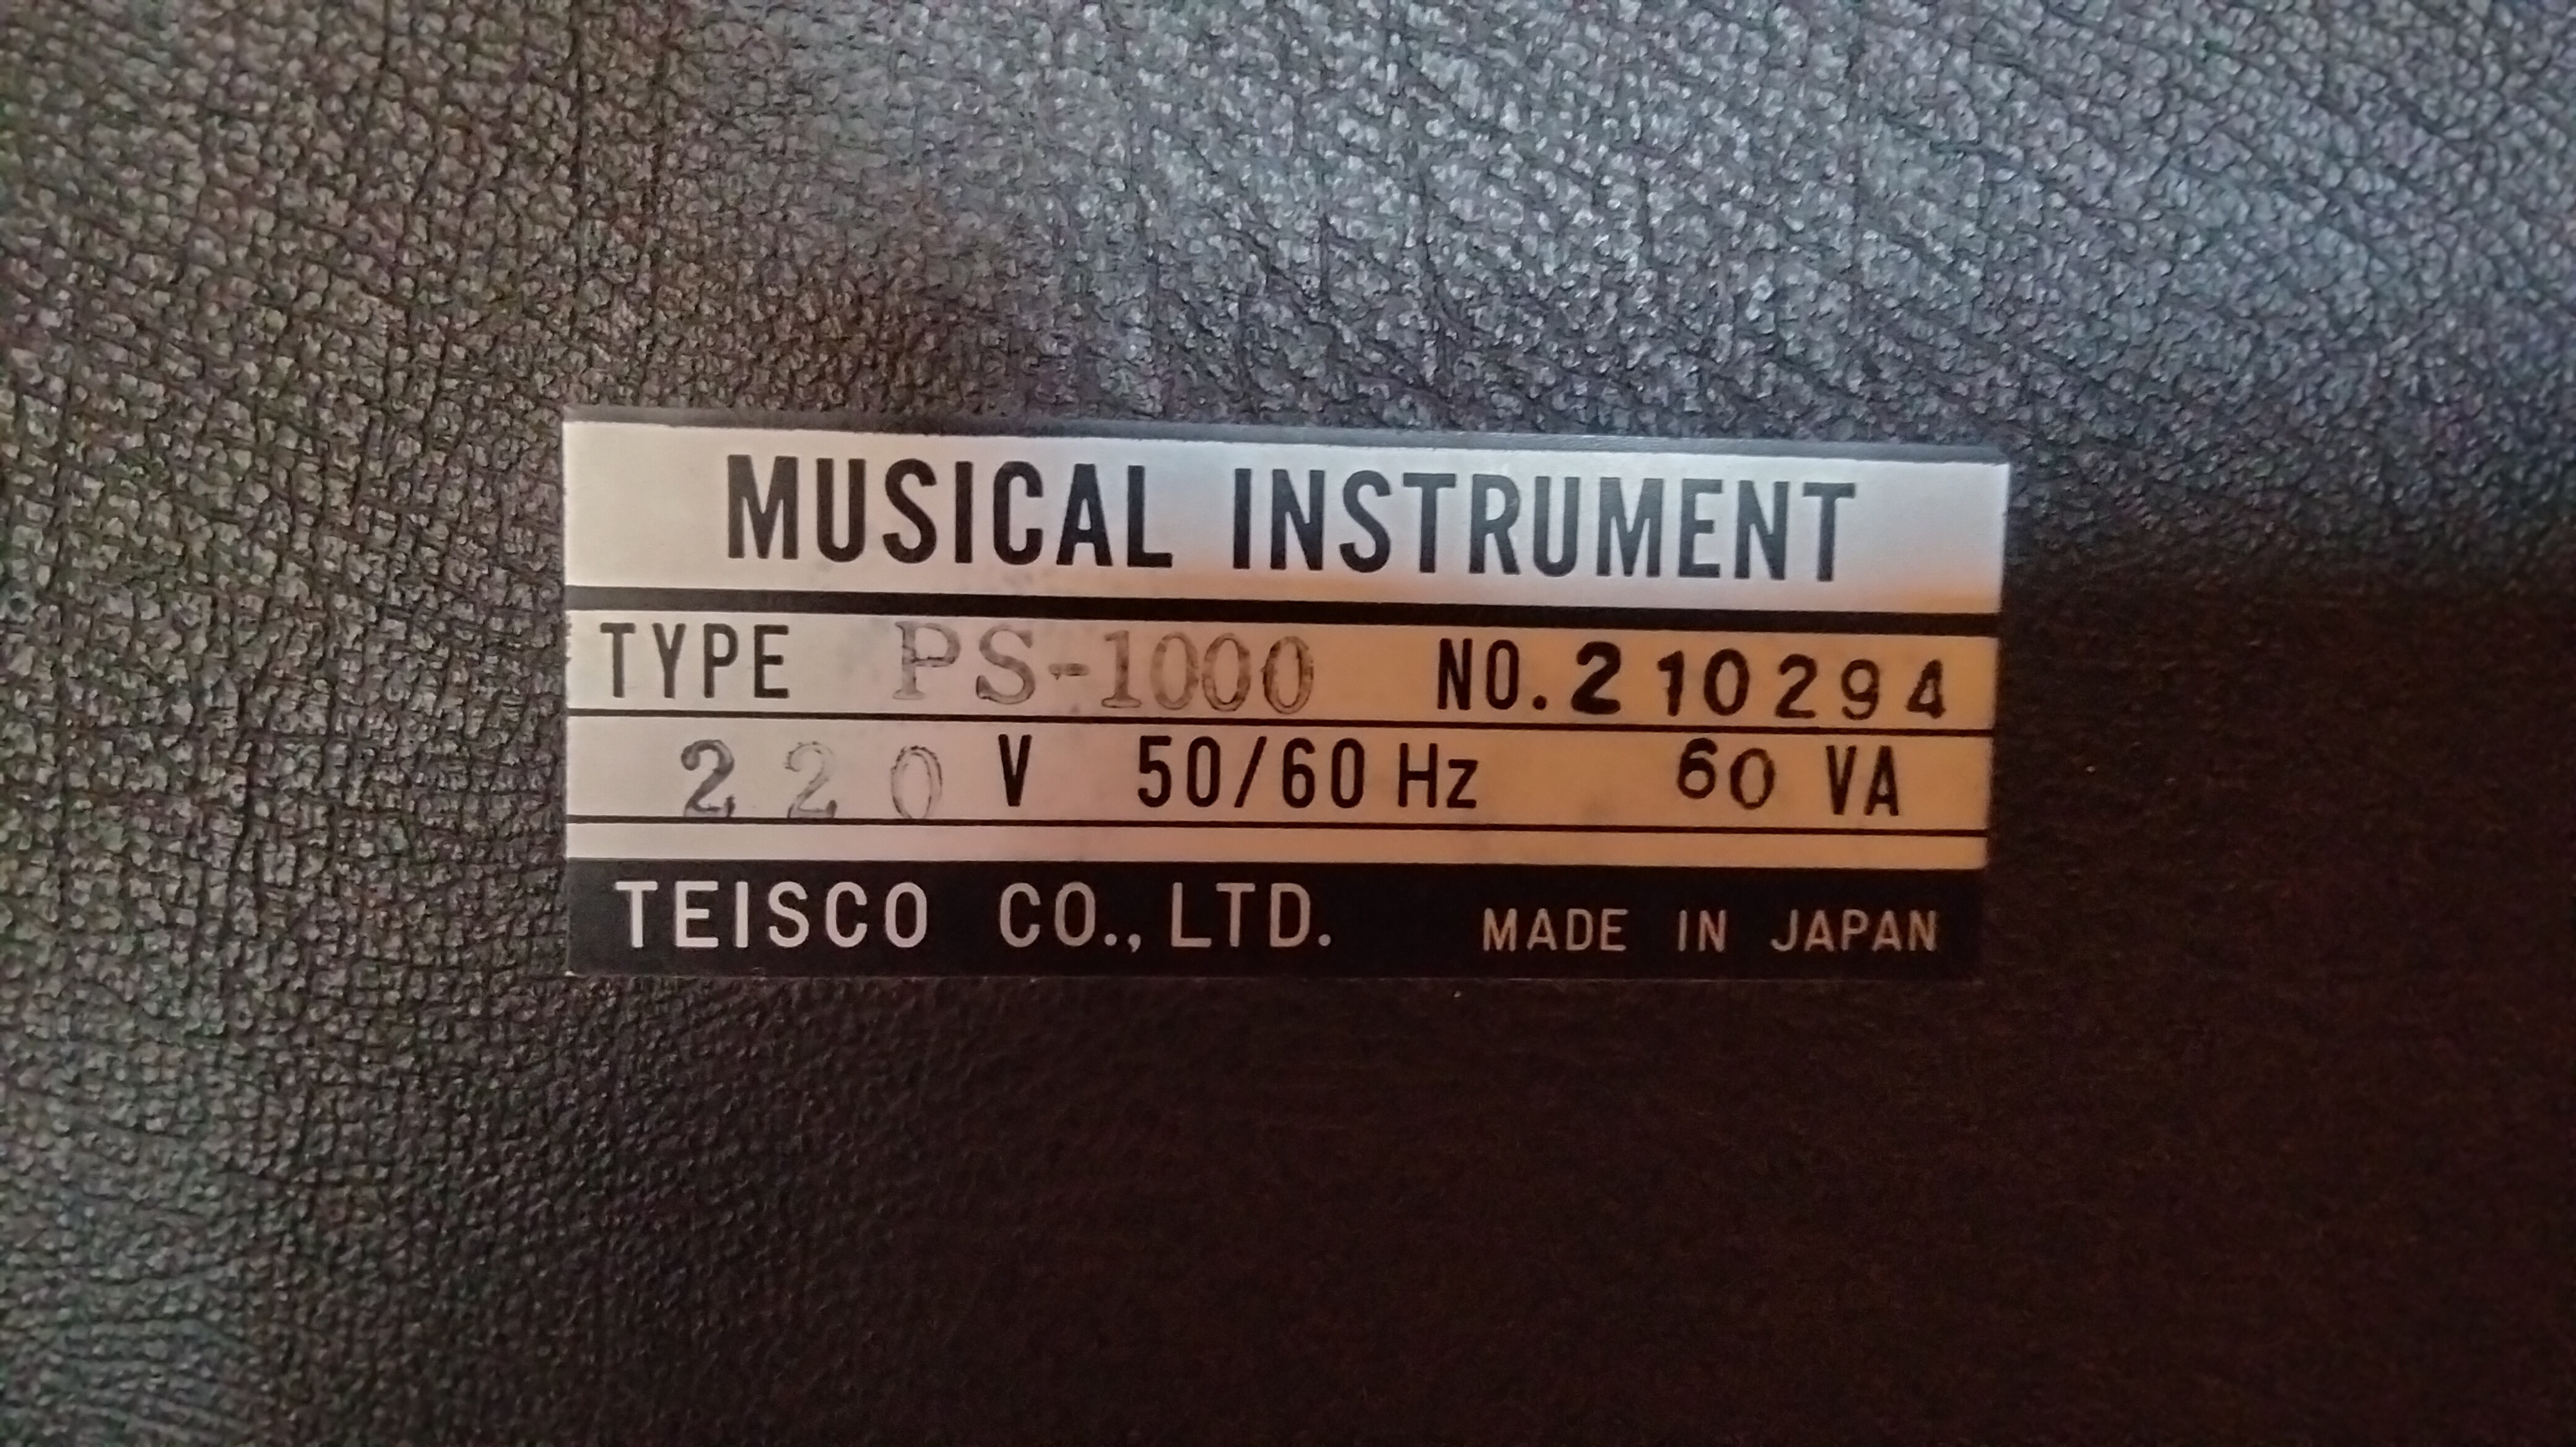 MUSICAL INSTRUMENT
TYPE PS-1000 NO. 210294
220 V 50/60 Hz 60 VA
TEISCO CO., LTD. MADE IN JAPAN